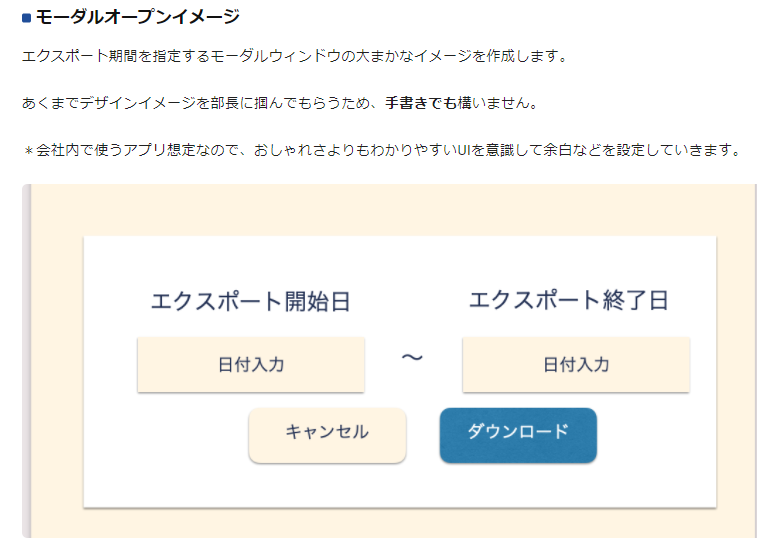 モーダルオープンイメージ
エクスポート期間を指定するモーダルウィンドウの大まかなイメージを作成します。
あくまでデザインイメージを部長に掴んでもらうため、手書きでも構いません。
＊会社内で使うアプリ想定なので、おしゃれさよりもわかりやすいUIを意識して余白などを設定していきます。
エクスポート開始日 エクスポート終了日
日付入力 〜 日付入力
キャンセル ダウンロード